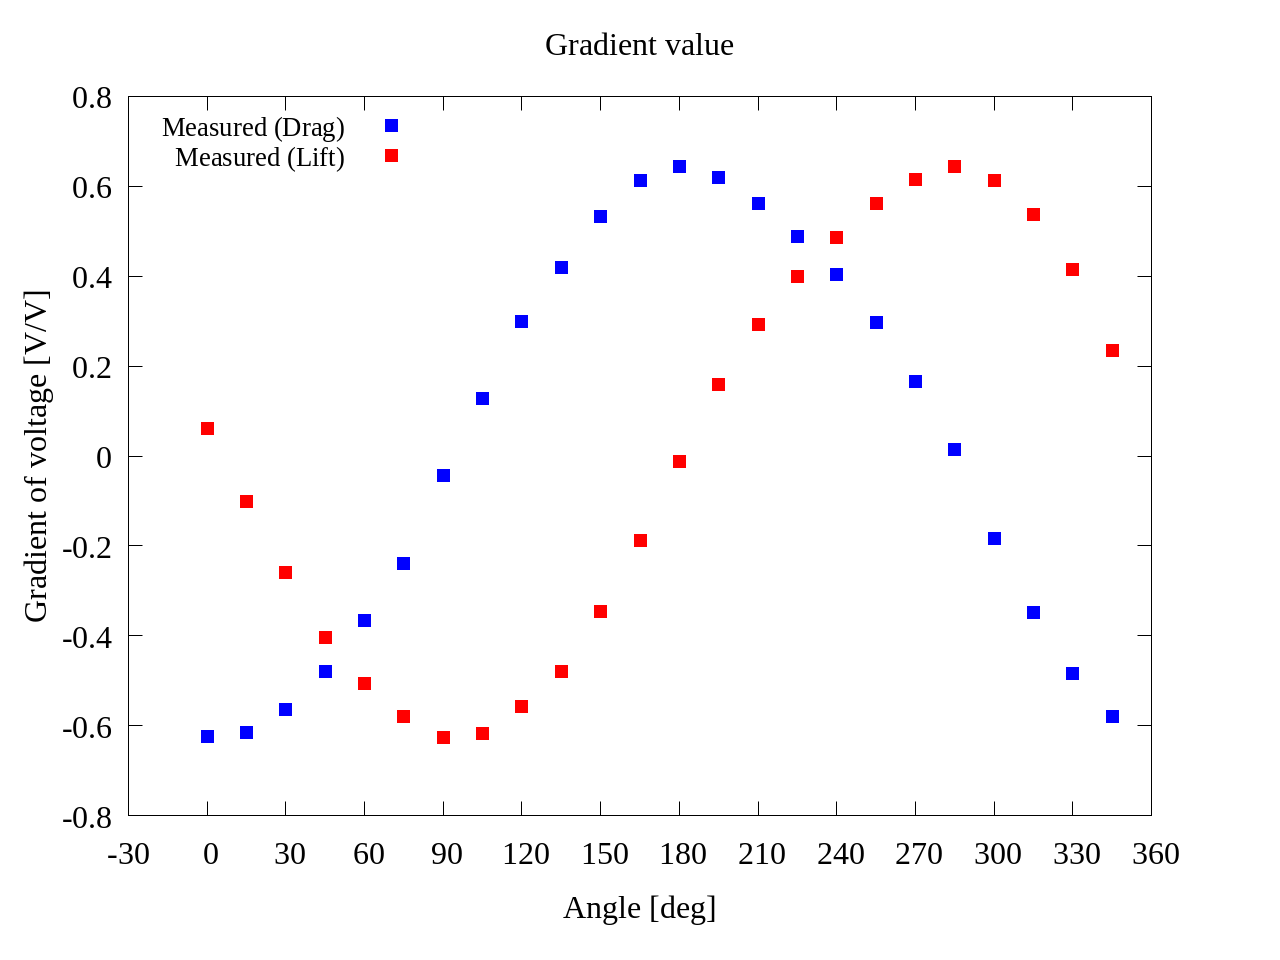 Gradient value
Measured (Drag)
Measured (Lift)
Gradient of voltage [V/V]
0.8
0.6
0.4
0.2
0
-0.2
-0.4
-0.6
-0.8
-30 0 30 60 90 120 150 180 210 240 270 300 330 360
Angle [deg]